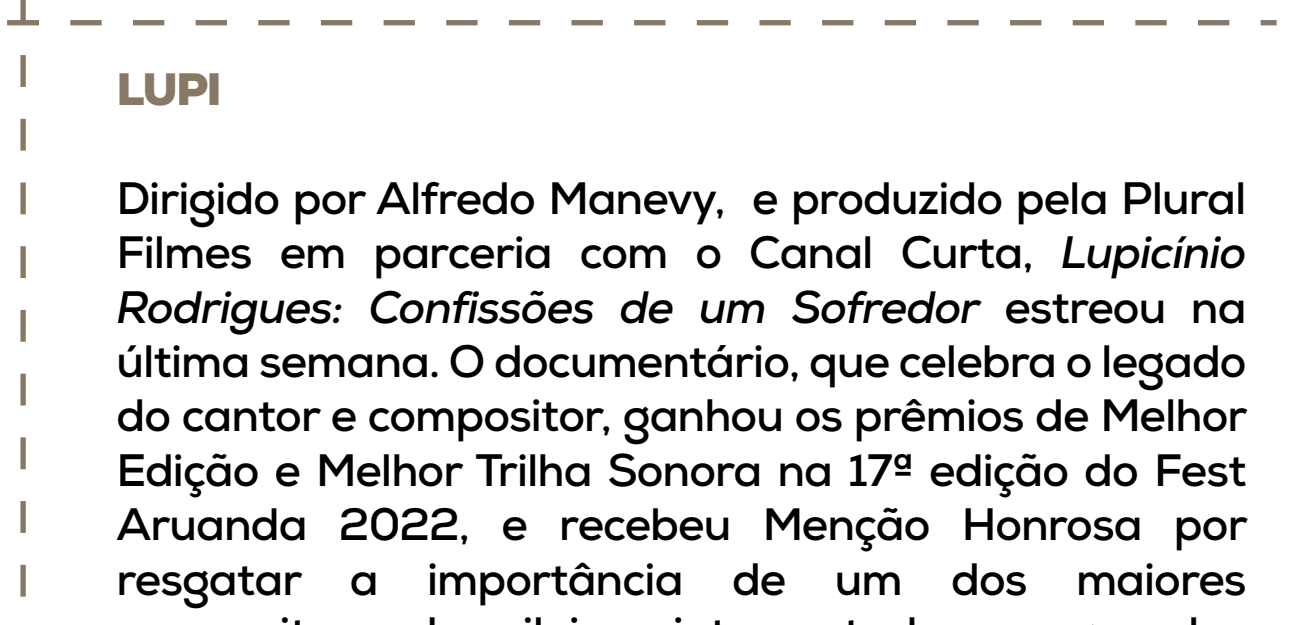 LUPI
Dirigido por Alfredo Manevy,  e produzido pela Plural
Filmes em parceria com o Canal Curta, Lupicínio
Rodrigues: Confissões de um Sofredor estreou na
última semana. O documentário, que celebra o legado
do cantor e compositor, ganhou os prêmios de Melhor
Edição e Melhor Trilha Sonora na 17ª edição do Fest
Aruanda 2022, e recebeu Menção Honrosa por
resgatar a importância de um dos maiores